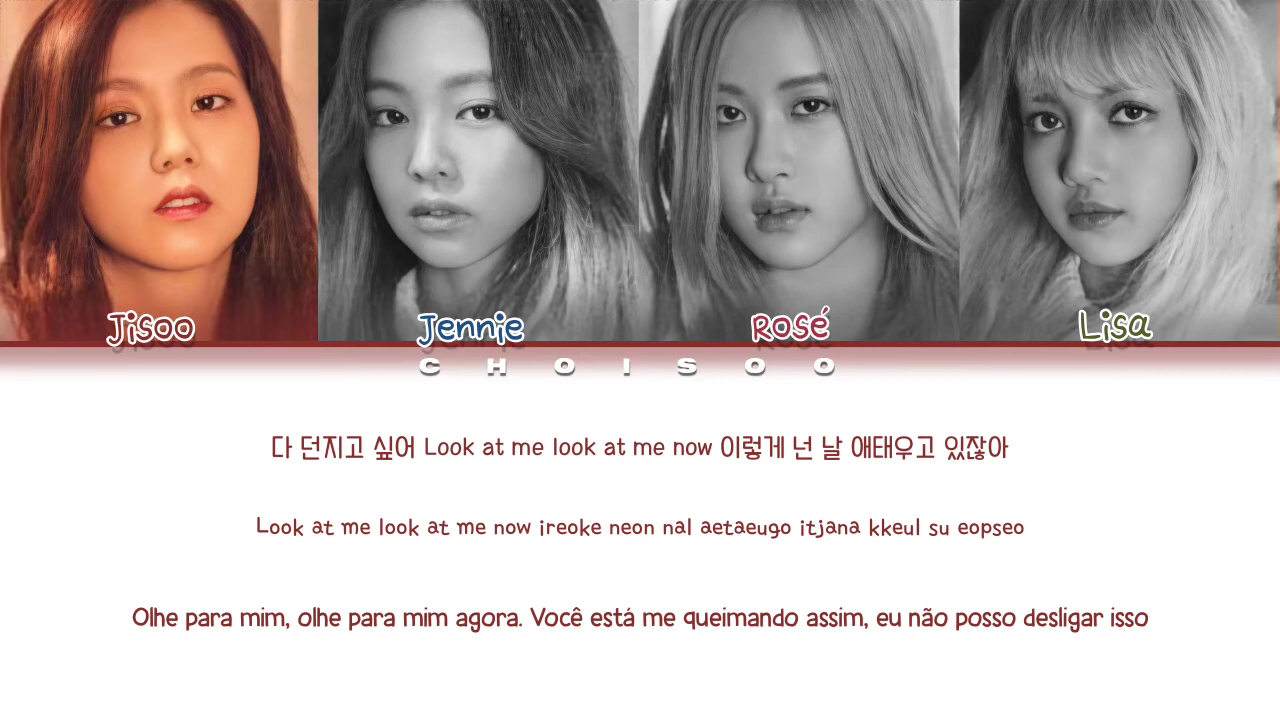 Jisoo Jennie Rosé Lisa
CHOISOO
다 던지고 싶어 Look at me look at me now 이렇게 넌 날 애태우고 있잖아
Look at me look at me now ireoke neon nal aetaeugo itjana kkeul su eopseo
Olhe para mim, olhe para mim agora. Você está me queimando assim, eu não posso desligar isso